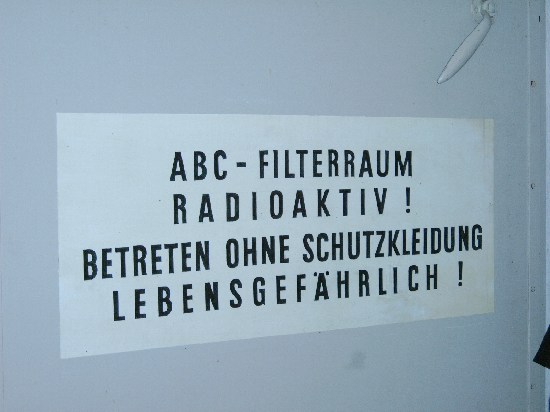 ABC - FILTERRAUM
RADIOAKTIV !
BETRETEN OHNE SCHUTZKLEIDUNG
LEBENSGEFÄHRLICH !